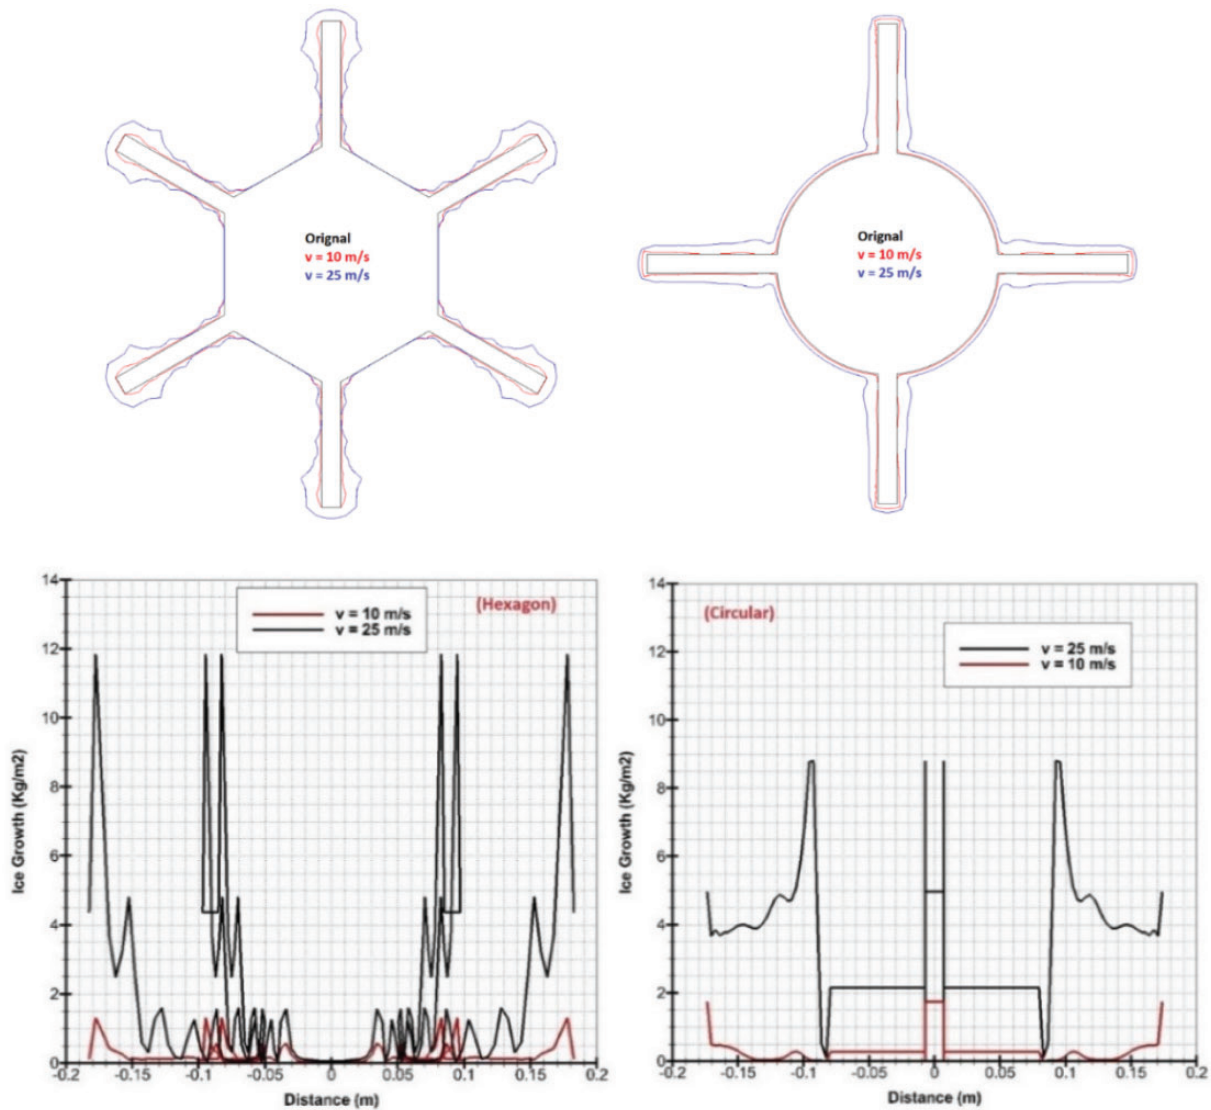 Orignal
v = 10 m/s
v = 25 m/s
Orignal
v = 10 m/s
v = 25 m/s
14
12
10
8
6
4
2
0
Ice Growth (Kg/m2)
v = 10 m/s
v = 25 m/s
(Hexagon)
-0.2 -0.15 -0.1 -0.05 0 0.05 0.1 0.15 0.2
Distance (m)
14
12
10
8
6
4
2
0
Ice Growth (Kg/m2)
(Circular)
v = 25 m/s
v = 10 m/s
-0.2 -0.15 -0.1 -0.05 0 0.05 0.1 0.15 0.2
Distance (m)